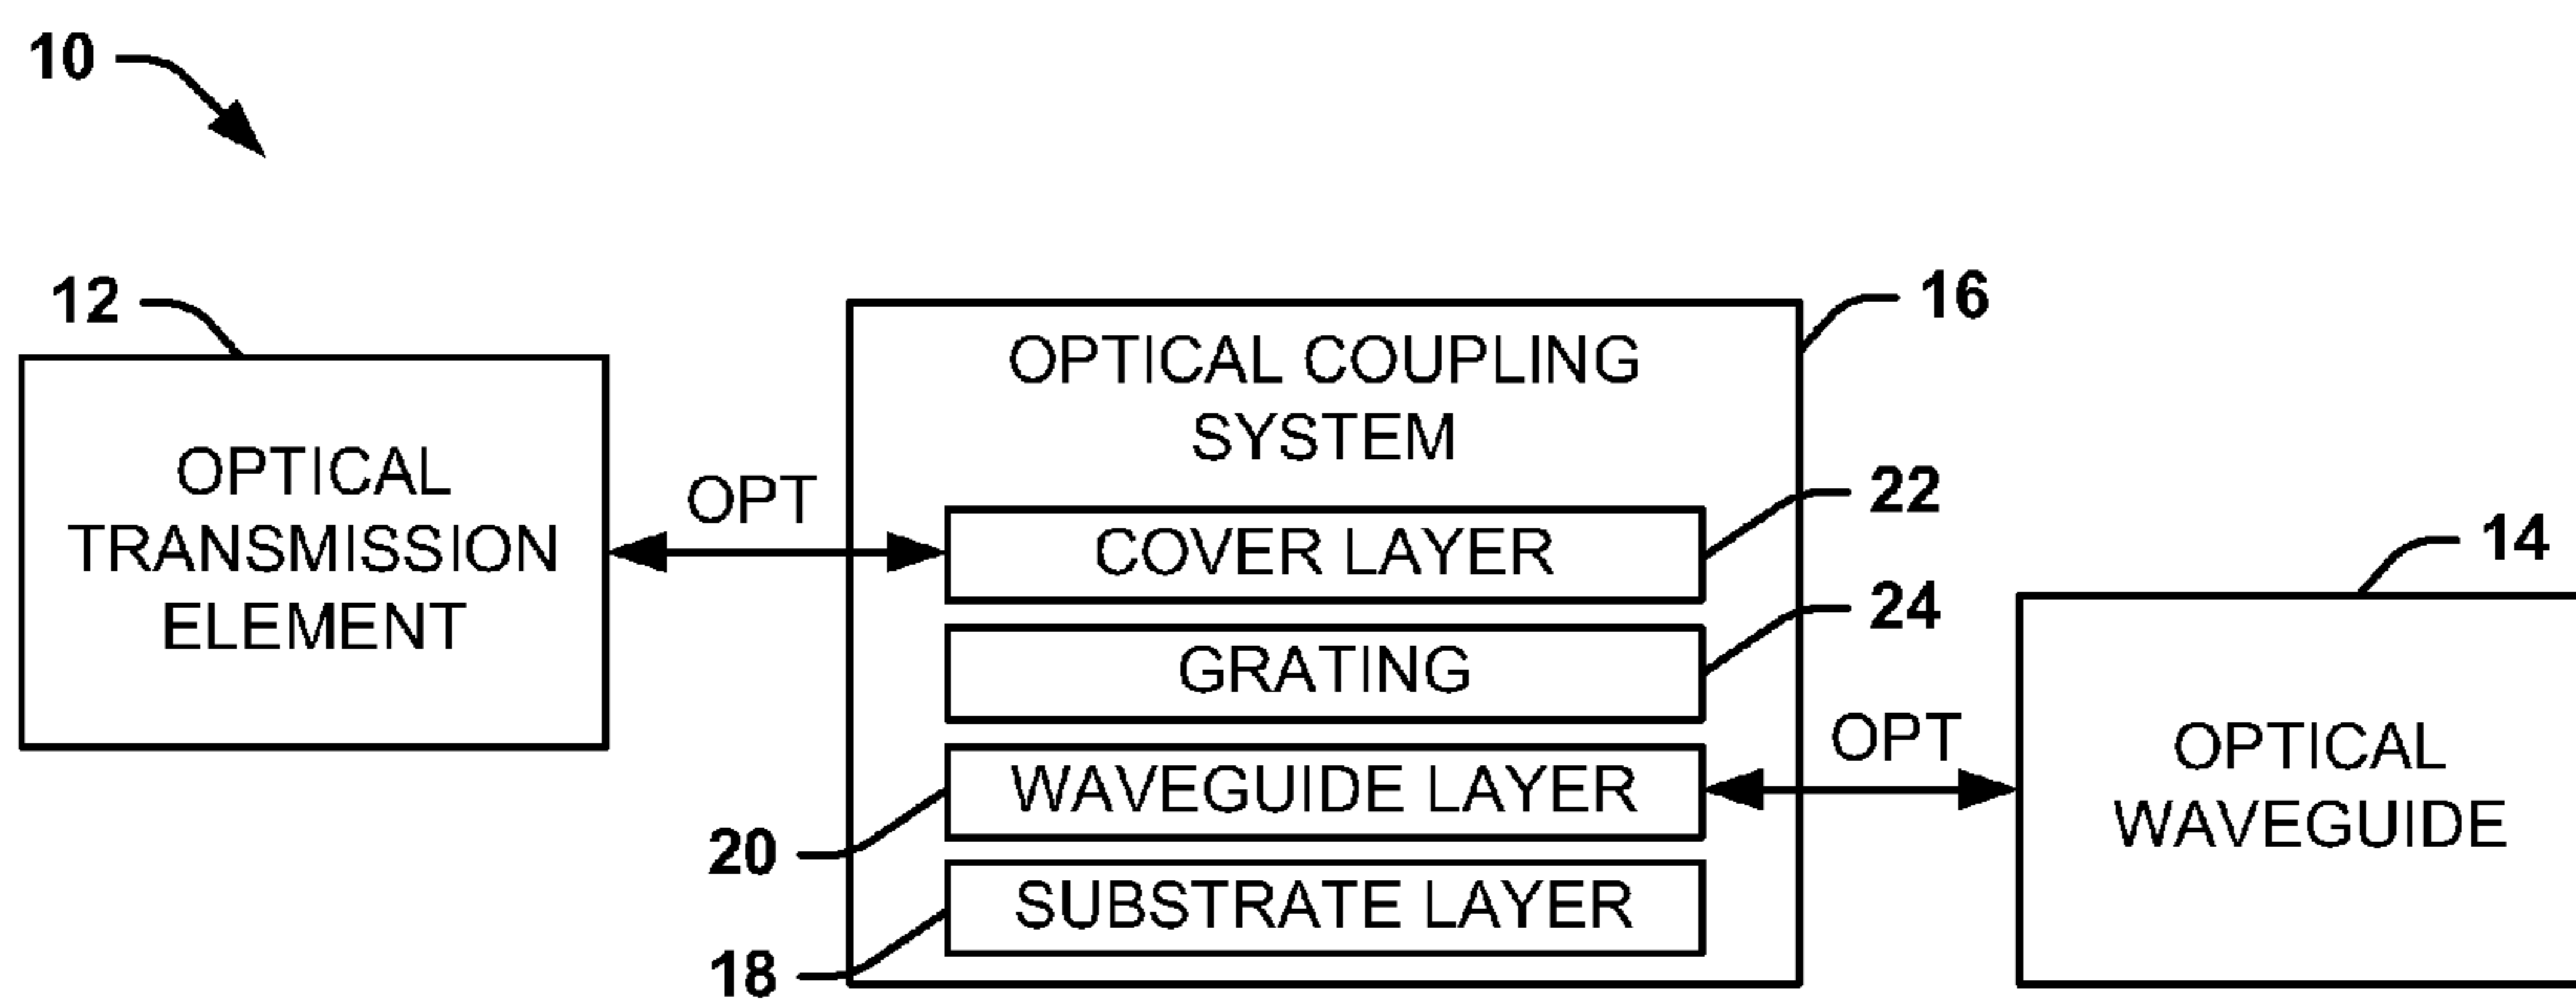 10
12
OPTICAL
TRANSMISSION
ELEMENT
OPT
16
OPTICAL COUPLING
SYSTEM
22
COVER LAYER
24
GRATING
20
WAVEGUIDE LAYER
18
SUBSTRATE LAYER
OPT
14
OPTICAL
WAVEGUIDE